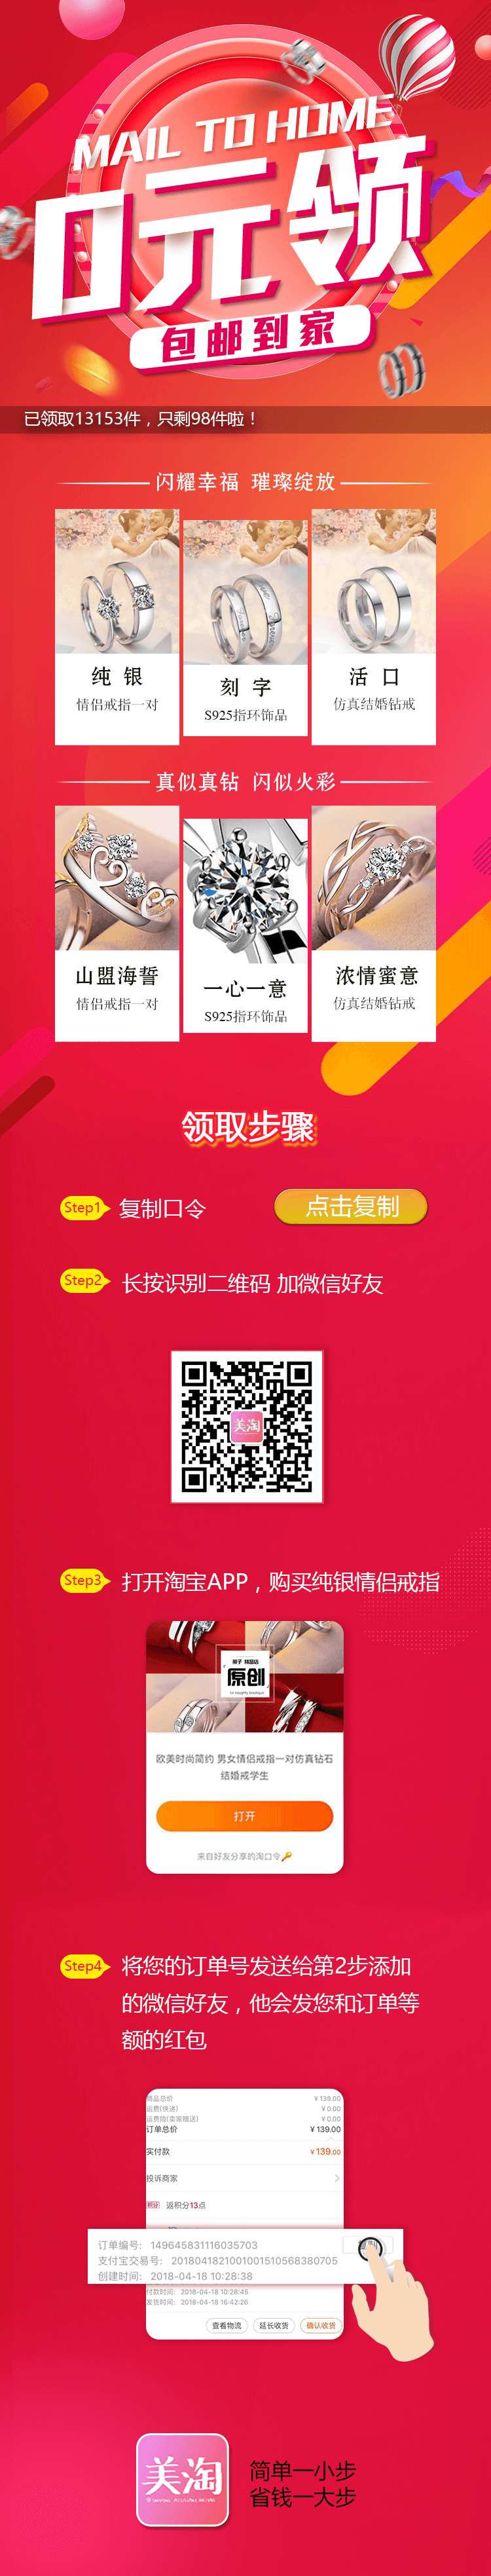 MAIL TO HOME
0元领
包邮到家
已领取13153件，只剩98件啦！
闪耀幸福 璀璨绽放
纯 银
情侣戒指一对
刻 字
S925指环饰品
活 口
仿真结婚钻戒
真似真钻 闪似火彩
山盟海誓
情侣戒指一对
一心一意
S925指环饰品
浓情蜜意
仿真结婚钻戒
领取步骤
Step1 复制口令 点击复制
Step2 长按识别二维码 加微信好友
美淘
Step3 打开淘宝APP，购买纯银情侣戒指
原创
欧美时尚简约 男女情侣戒指一对仿真钻石
结婚戒学生
打开
来自好友分享的淘口令
Step4 将您的订单号发送给第2步添加
的微信好友，他会发您和订单等
额的红包
商品总价 ¥139.00
运费(快递) ¥0.00
运费险(卖家赠送) ¥0.00
订单总价 ¥139.00
实付款 ¥139.00
投诉商家
返积分13点
订单编号: 149645831116035703
支付宝交易号: 2018041821001001510568380705
创建时间: 2018-04-18 10:28:38
付款时间: 2018-04-18 10:28:45
发货时间: 2018-04-18 16:42:26
查看物流 延长收货 确认收货
美淘
简单一小步
省钱一大步